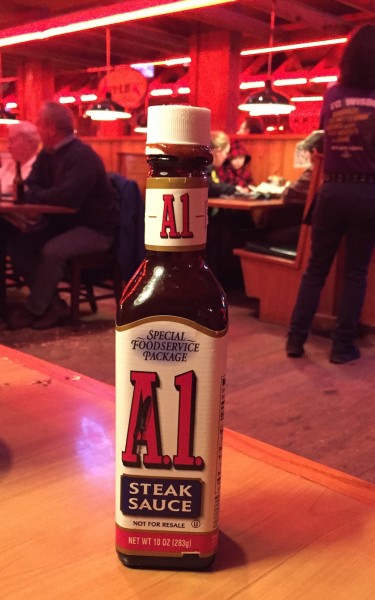 A1
SPECIAL
FOODSERVICE
PACKAGE
A.1.
STEAK
SAUCE
NOT FOR RESALE U
NET WT 10 OZ (283g)